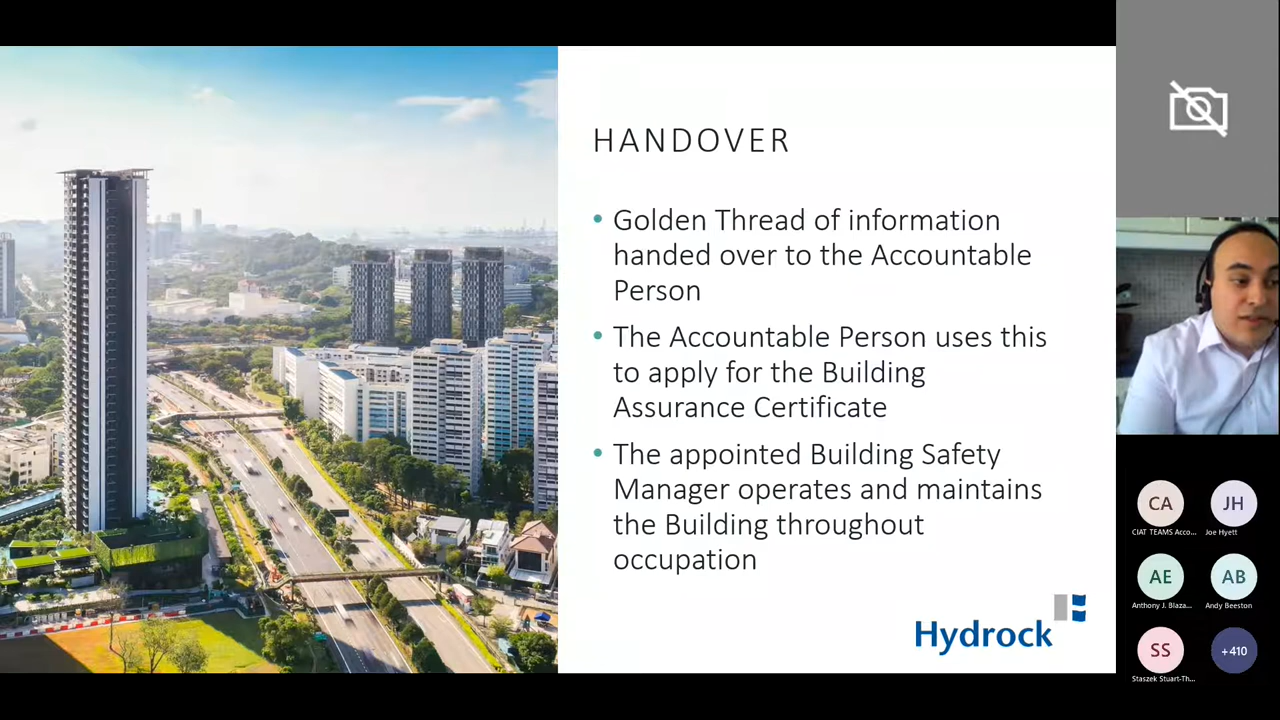 HANDOVER
• Golden Thread of information
handed over to the Accountable
Person
• The Accountable Person uses this
to apply for the Building
Assurance Certificate
• The appointed Building Safety
Manager operates and maintains
the Building throughout
occupation
Hydrock
CA
JH
CIAT TEAMS Acco...
Joe Hyett
AE
AB
Anthony J. Blaza...
Andy Beeston
SS
+410
Staszek Stuart-Th...